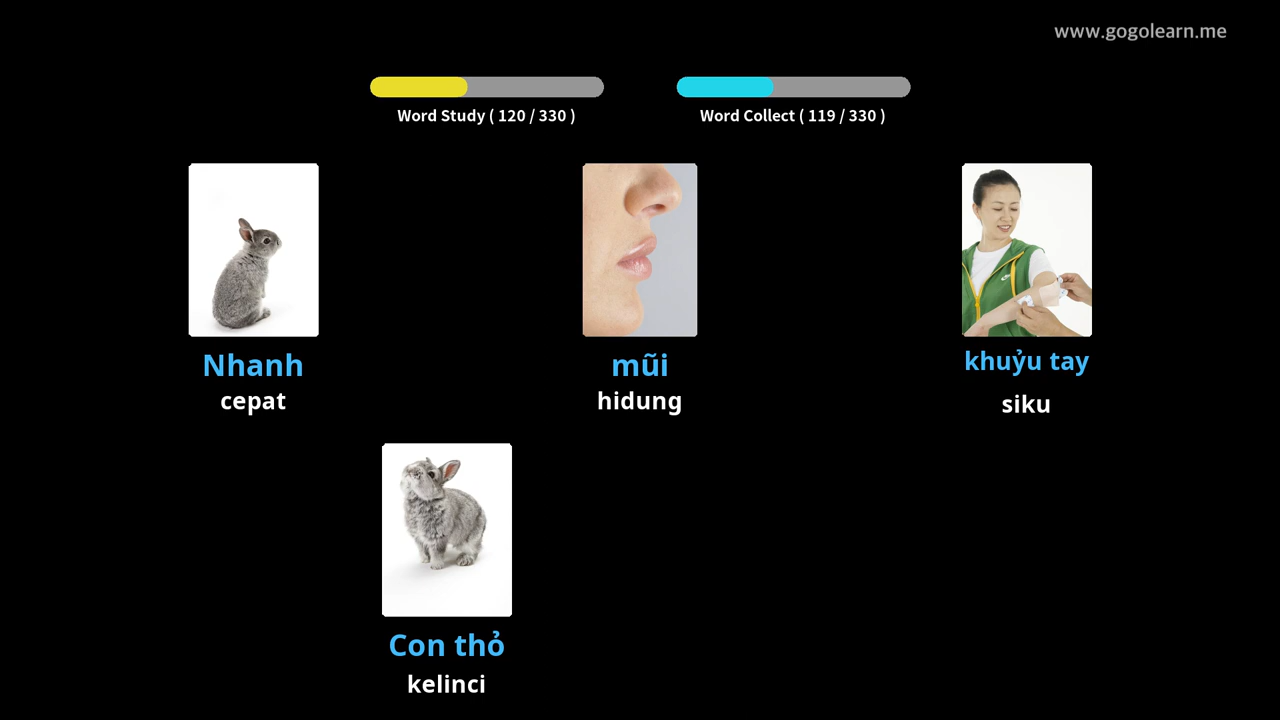 www.gogolearn.me
Word Study ( 120 / 330 )
Word Collect ( 119 / 330 )
Nhanh
cepat
mũi
hidung
khuỷu tay
siku
Con thỏ
kelinci